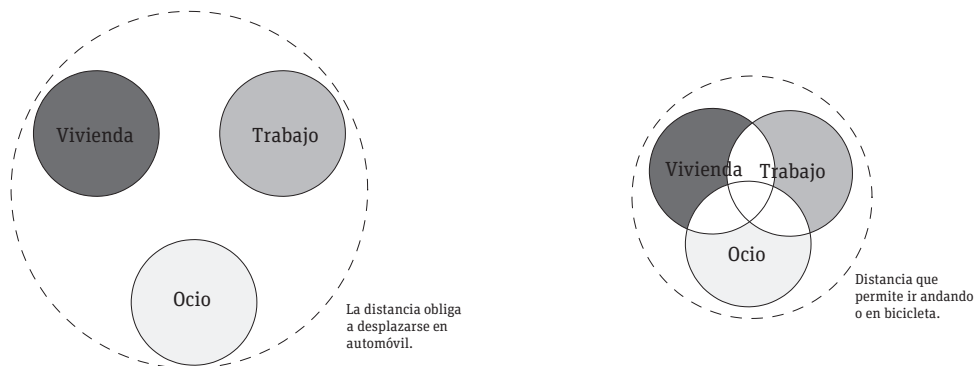 Vivienda
Trabajo
Ocio
La distancia obliga
a desplazarse en
automóvil.
Vivienda
Trabajo
Ocio
Distancia que
permite ir andando
o en bicicleta.